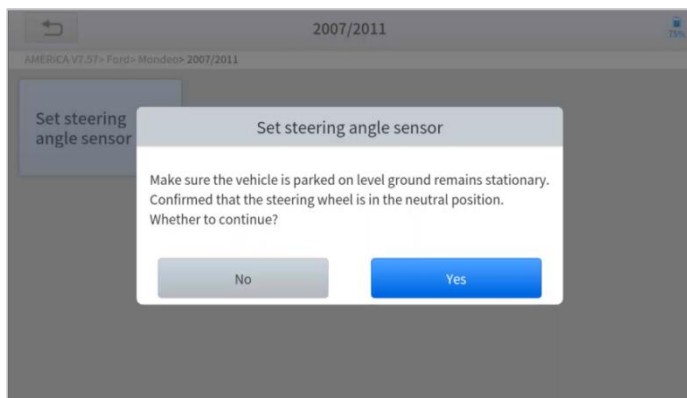 2007/2011
75%
AMERICA V7.57> Ford> Mondeo> 2007/2011
Set steering
angle sensor
Set steering angle sensor
Make sure the vehicle is parked on level ground remains stationary.
Confirmed that the steering wheel is in the neutral position.
Whether to continue?
No
Yes